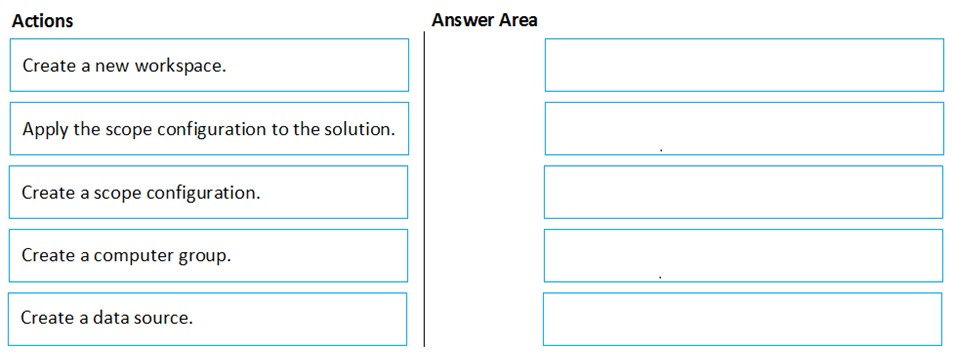 Actions
Answer Area
Create a new workspace.
Apply the scope configuration to the solution.
Create a scope configuration.
Create a computer group.
Create a data source.